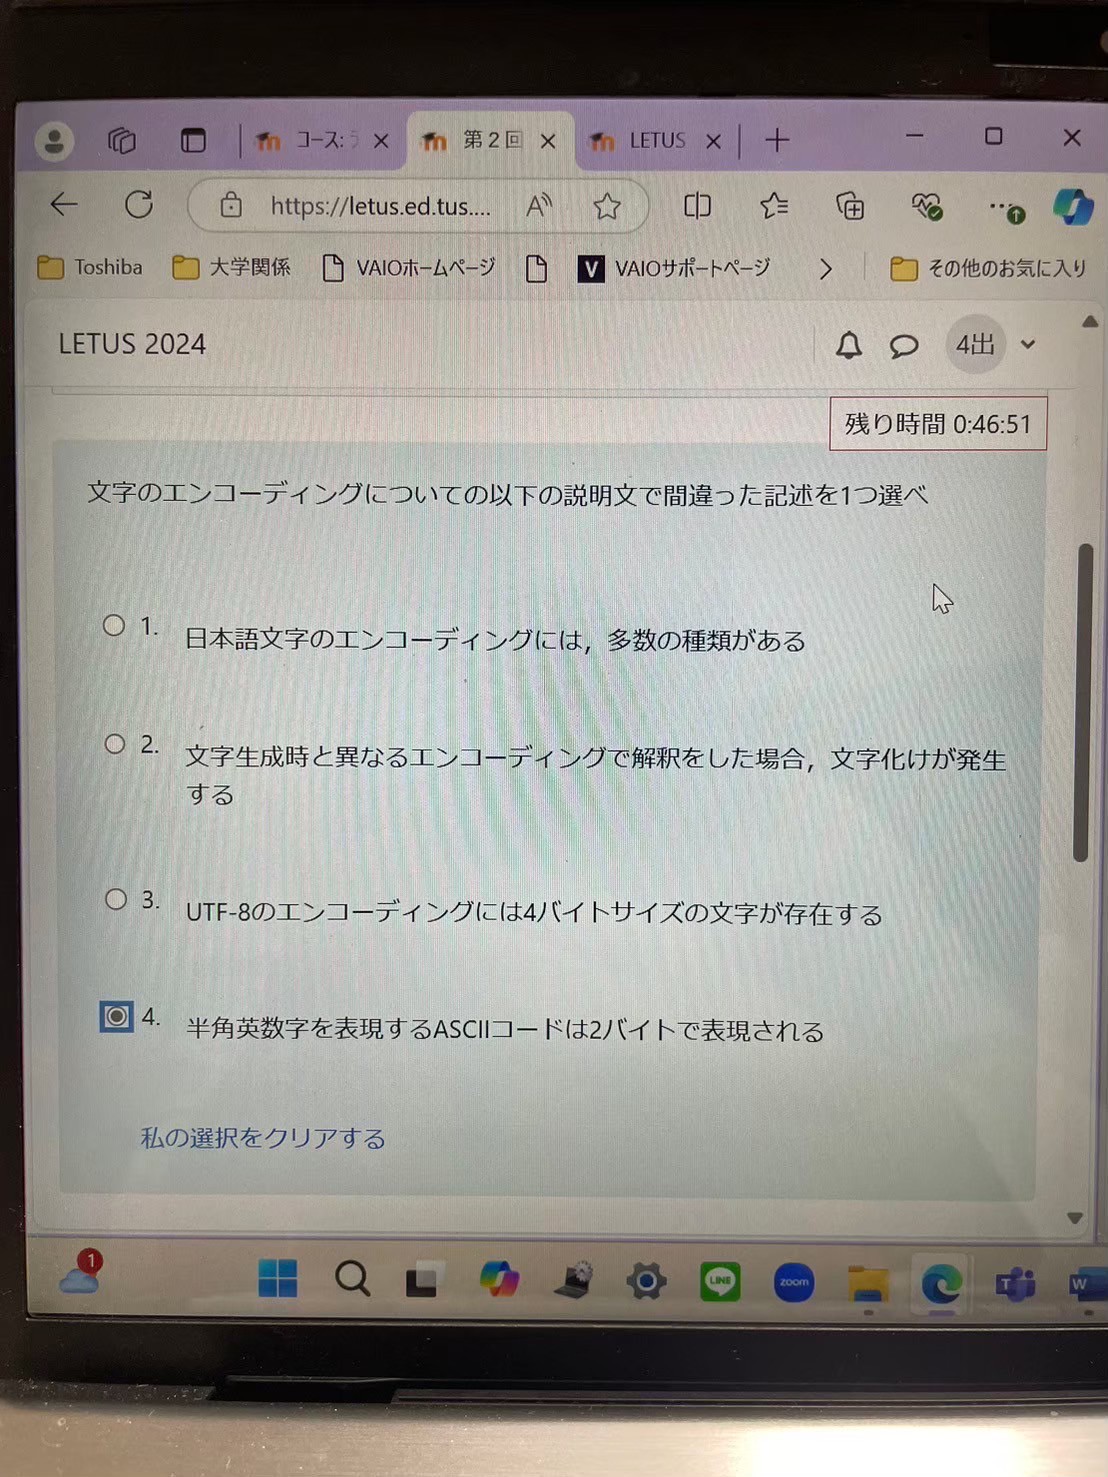 コース:
第2回
LETUS
https://letus.ed.tus....
Toshiba
大学関係
VAIOホームページ
V
VAIOサポートページ
その他のお気に入り
LETUS 2024
4出
残り時間 0:46:51
文字のエンコーディングについての以下の説明文で間違った記述を1つ選べ
1. 日本語文字のエンコーディングには，多数の種類がある
2. 文字生成時と異なるエンコーディングで解釈をした場合，文字化けが発生
する
3. UTF-8のエンコーディングには4バイトサイズの文字が存在する
4. 半角英数字を表現するASCIIコードは2バイトで表現される
私の選択をクリアする
1
LINE
zoom
T
W